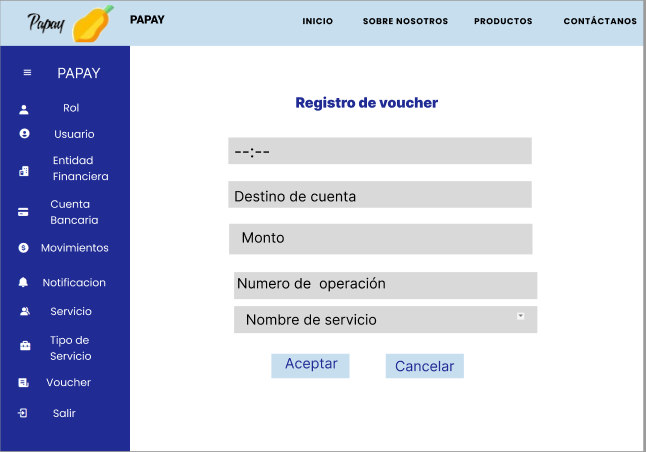 Papay
PAPAY
INICIO
SOBRE NOSOTROS
PRODUCTOS
CONTÁCTANOS
PAPAY
Rol
Usuario
Entidad
Financiera
Cuenta
Bancaria
Movimientos
Notificacion
Servicio
Tipo de
Servicio
Voucher
Salir
Registro de voucher
--:--
Destino de cuenta
Monto
Numero de  operación
Nombre de servicio
Aceptar
Cancelar